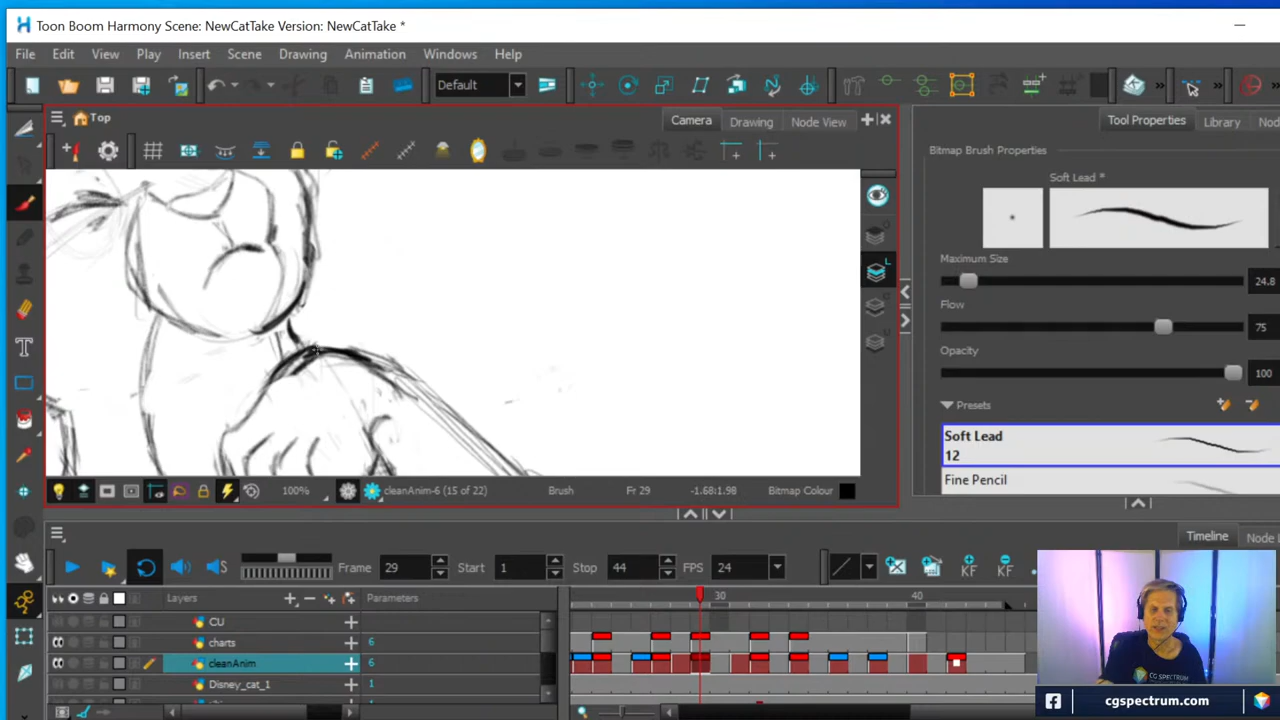 Toon Boom Harmony Scene: NewCatTake Version: NewCatTake *
File Edit View Play Insert Scene Drawing Animation Windows Help
Default
Top
Camera Drawing Node View
Tool Properties Library
Bitmap Brush Properties
Soft Lead *
Maximum Size
24.8
Flow
75
Opacity
100
Presets
Soft Lead
12
Fine Pencil
100% cleanAnim-6 (15 of 22) Brush Fr 29 -1.68:1.98 Bitmap Colour
Timeline
Frame 29 Start 1 Stop 44 FPS 24
KF KF
Layers Parameters
30 40
CU
charts 6
cleanAnim 6
Disney_cat_1 1
CG SPECTRUM
cgspectrum.com